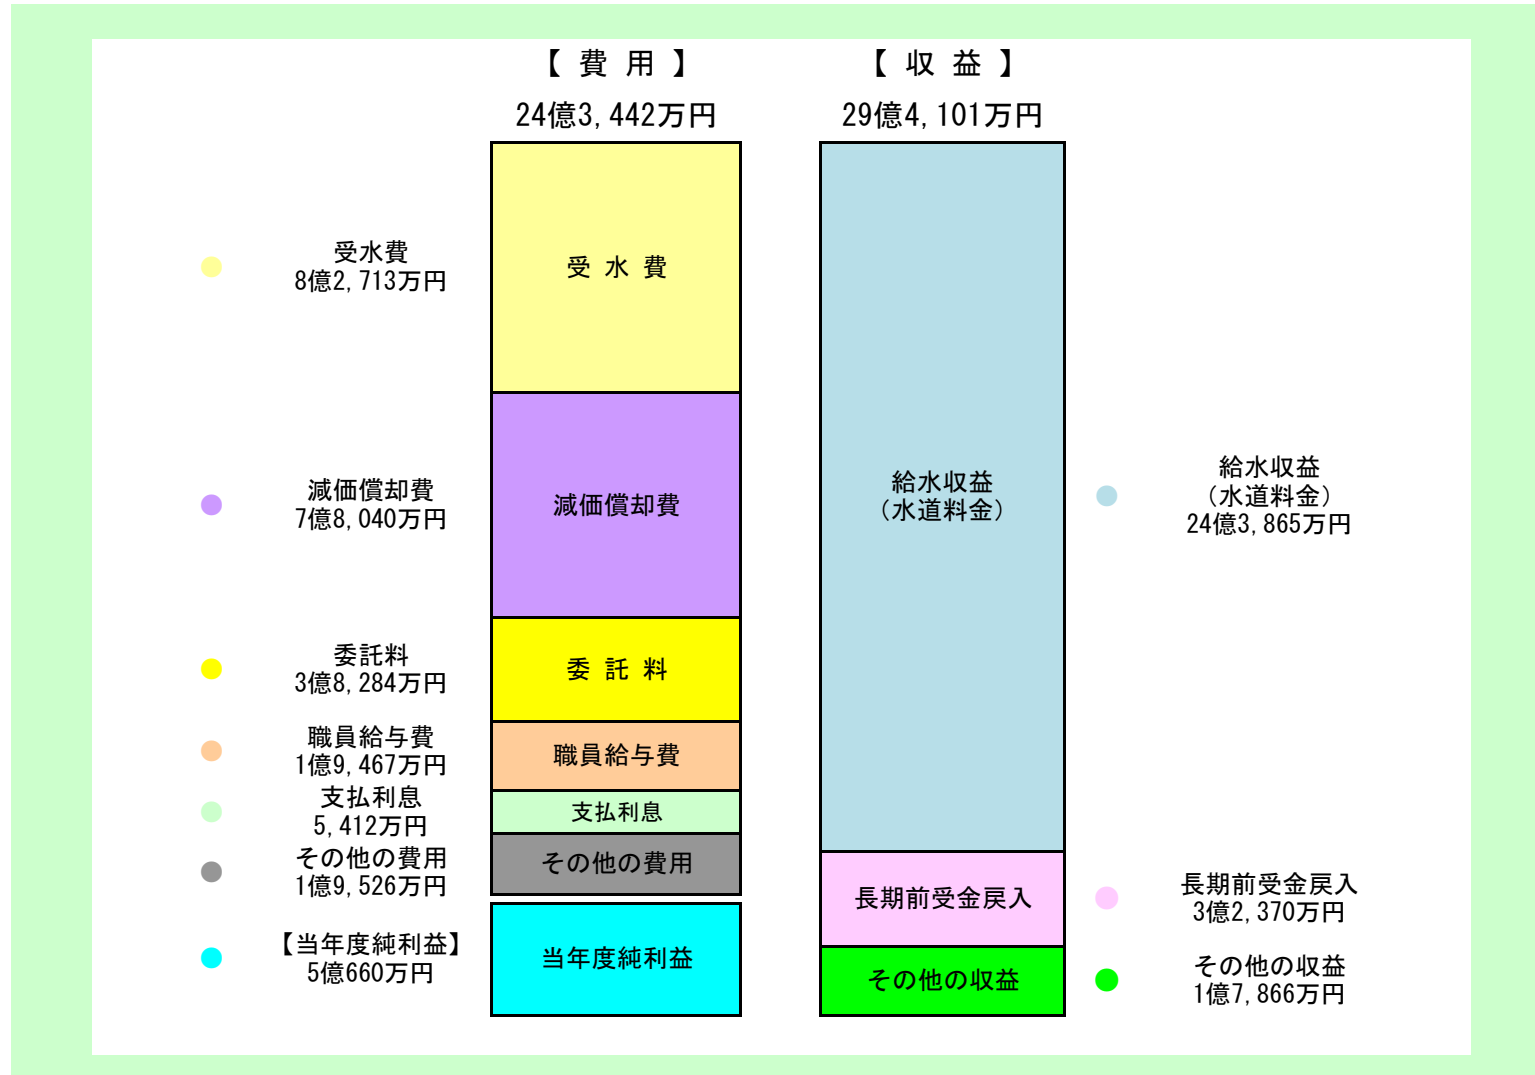 【 費 用 】
24億3,442万円
【 収 益 】
29億4,101万円
受水費
8億2,713万円
受 水 費
減価償却費
7億8,040万円
減価償却費
委託料
3億8,284万円
委 託 料
職員給与費
1億9,467万円
職員給与費
支払利息
5,412万円
支払利息
その他の費用
1億9,526万円
その他の費用
【当年度純利益】
5億660万円
当年度純利益
給水収益
(水道料金)
給水収益
(水道料金)
24億3,865万円
長期前受金戻入
長期前受金戻入
3億2,370万円
その他の収益
その他の収益
1億7,866万円